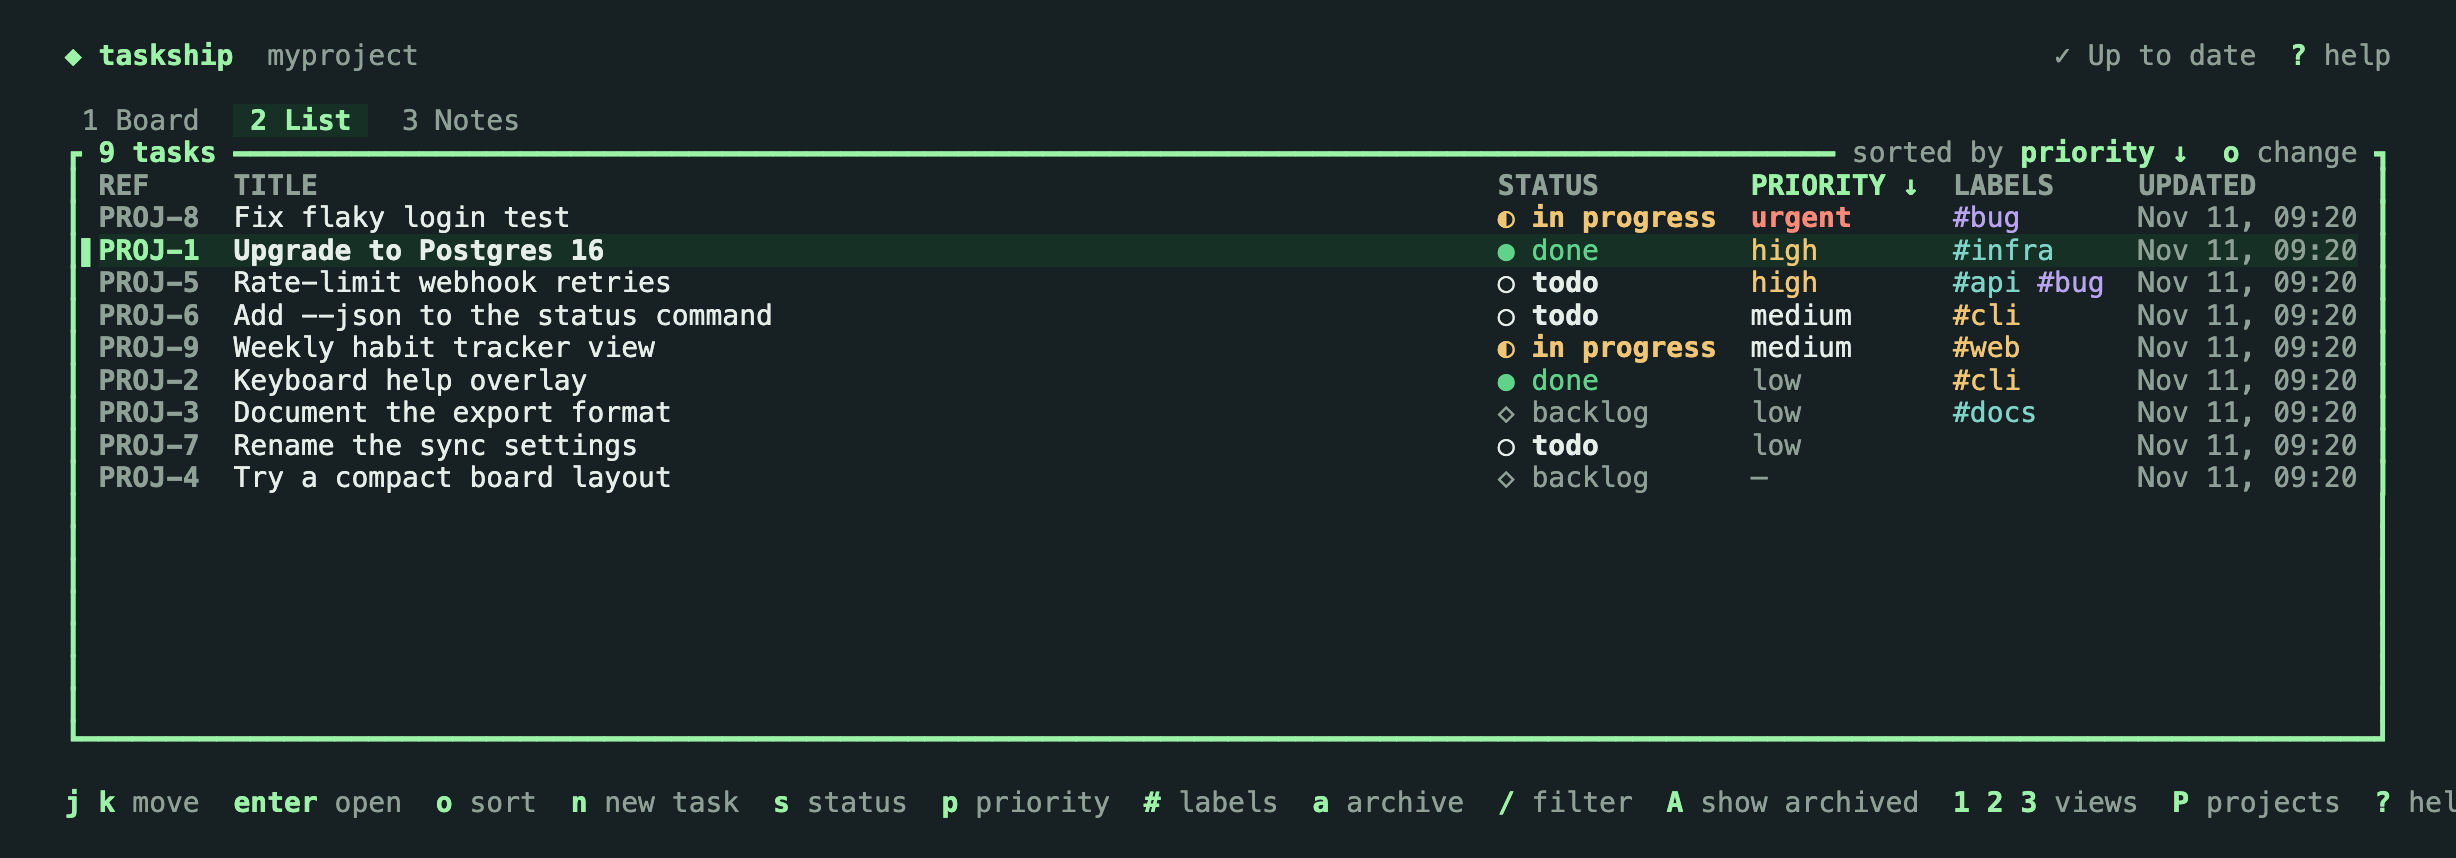 ◆ taskship  myproject  ✓ Up to date  ? help
1 Board  2 List  3 Notes
9 tasks  sorted by priority ↓  o change
REF  TITLE  STATUS  PRIORITY ↓  LABELS  UPDATED
PROJ-8  Fix flaky login test  ◐ in progress  urgent  #bug  Nov 11, 09:20
PROJ-1  Upgrade to Postgres 16  ● done  high  #infra  Nov 11, 09:20
PROJ-5  Rate-limit webhook retries  ○ todo  high  #api #bug  Nov 11, 09:20
PROJ-6  Add --json to the status command  ○ todo  medium  #cli  Nov 11, 09:20
PROJ-9  Weekly habit tracker view  ◐ in progress  medium  #web  Nov 11, 09:20
PROJ-2  Keyboard help overlay  ● done  low  #cli  Nov 11, 09:20
PROJ-3  Document the export format  ◇ backlog  low  #docs  Nov 11, 09:20
PROJ-7  Rename the sync settings  ○ todo  low  Nov 11, 09:20
PROJ-4  Try a compact board layout  ◇ backlog  –  Nov 11, 09:20
j k move  enter open  o sort  n new task  s status  p priority  # labels  a archive  / filter  A show archived  1 2 3 views  P projects  ? hel